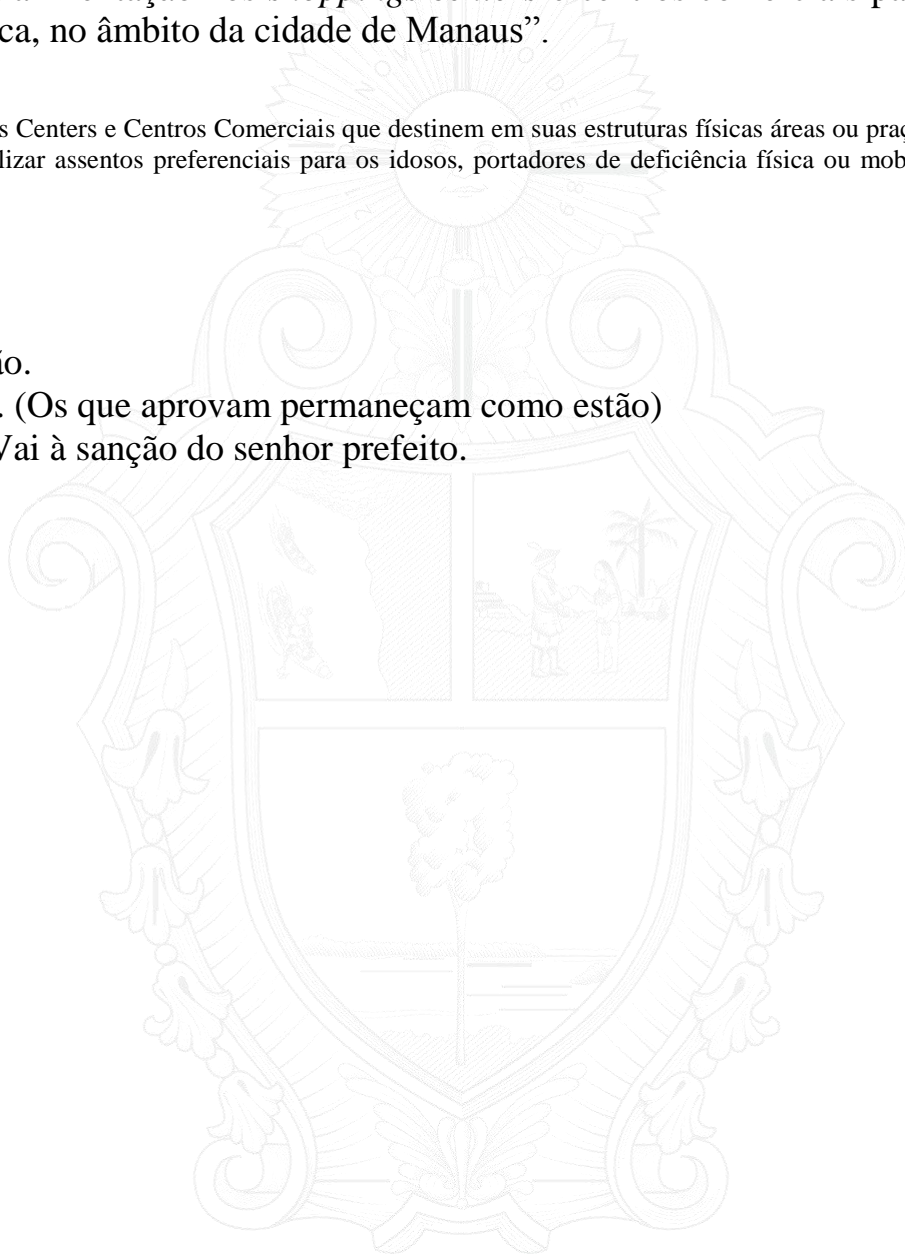 ca, no âmbito da cidade de Manaus”.
s Centers e Centros Comerciais que destinem em suas estruturas físicas áreas ou praç
lizar assentos preferenciais para os idosos, portadores de deficiência física ou mob
ão.
. (Os que aprovam permaneçam como estão)
Vai à sanção do senhor prefeito.